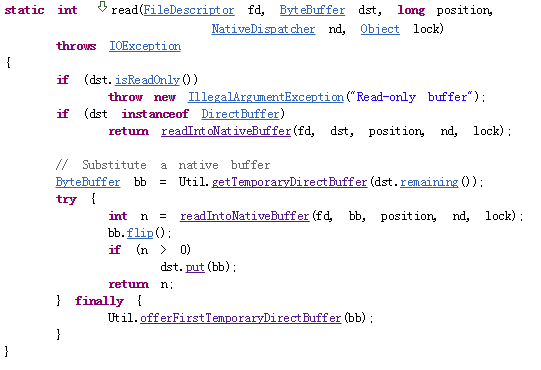 static int read(FileDescriptor fd, ByteBuffer dst, long position,
NativeDispatcher nd, Object lock)
throws IOException
{
if (dst.isReadOnly())
throw new IllegalArgumentException("Read-only buffer");
if (dst instanceof DirectBuffer)
return readIntoNativeBuffer(fd, dst, position, nd, lock);
// Substitute a native buffer
ByteBuffer bb = Util.getTemporaryDirectBuffer(dst.remaining());
try {
int n = readIntoNativeBuffer(fd, bb, position, nd, lock);
bb.flip();
if (n > 0)
dst.put(bb);
return n;
} finally {
Util.offerFirstTemporaryDirectBuffer(bb);
}
}